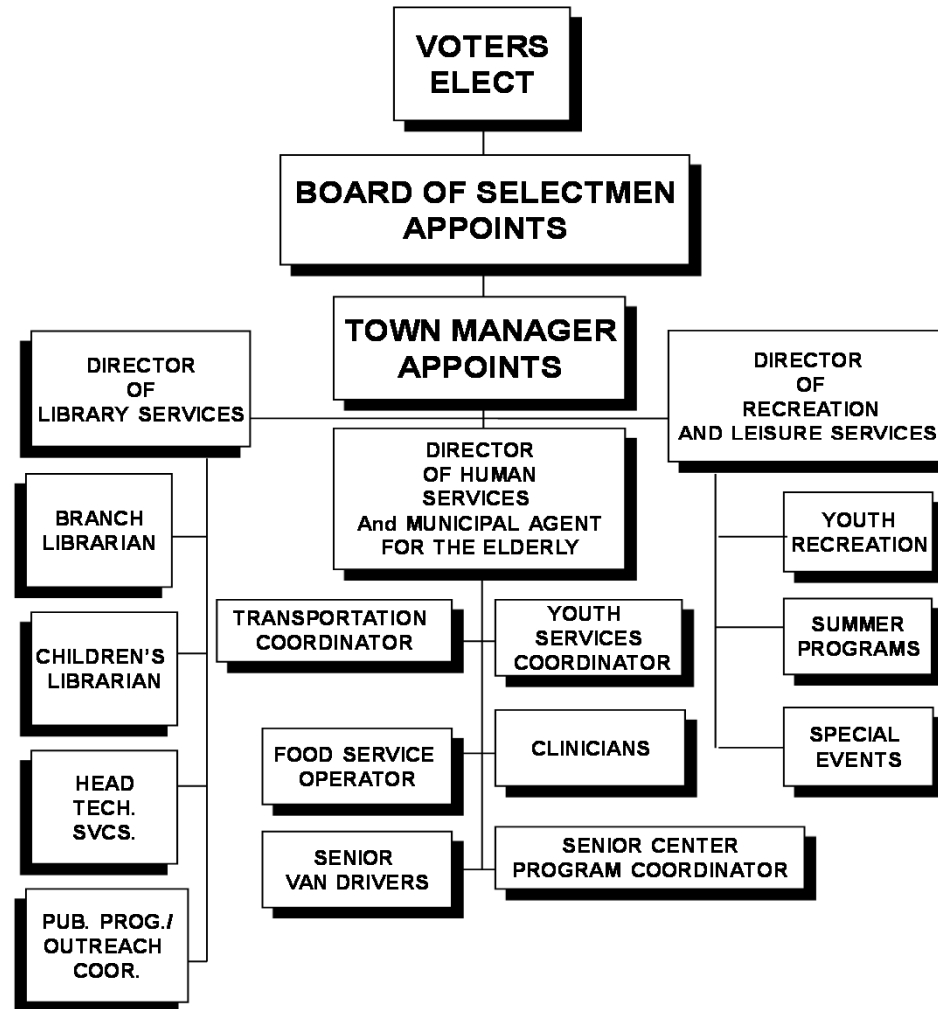 VOTERS
ELECT
BOARD OF SELECTMEN
APPOINTS
TOWN MANAGER
APPOINTS
DIRECTOR
OF
LIBRARY SERVICES
DIRECTOR
OF
RECREATION
AND LEISURE SERVICES
DIRECTOR
OF HUMAN
SERVICES
And MUNICIPAL AGENT
FOR THE ELDERLY
BRANCH
LIBRARIAN
CHILDREN'S
LIBRARIAN
HEAD
TECH.
SVCS.
PUB. PROG./
OUTREACH
COOR.
TRANSPORTATION
COORDINATOR
YOUTH
SERVICES
COORDINATOR
FOOD SERVICE
OPERATOR
CLINICIANS
SENIOR
VAN DRIVERS
SENIOR CENTER
PROGRAM COORDINATOR
YOUTH
RECREATION
SUMMER
PROGRAMS
SPECIAL
EVENTS